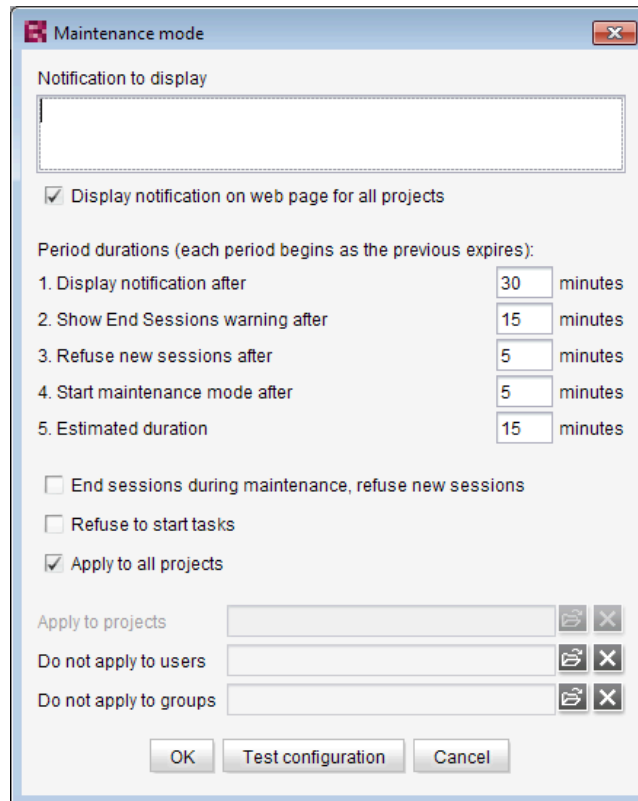 Maintenance mode
Notification to display
Display notification on web page for all projects
Period durations (each period begins as the previous expires):
1. Display notification after 30 minutes
2. Show End Sessions warning after 15 minutes
3. Refuse new sessions after 5 minutes
4. Start maintenance mode after 5 minutes
5. Estimated duration 15 minutes
End sessions during maintenance, refuse new sessions
Refuse to start tasks
Apply to all projects
Apply to projects
Do not apply to users
Do not apply to groups
OK Test configuration Cancel